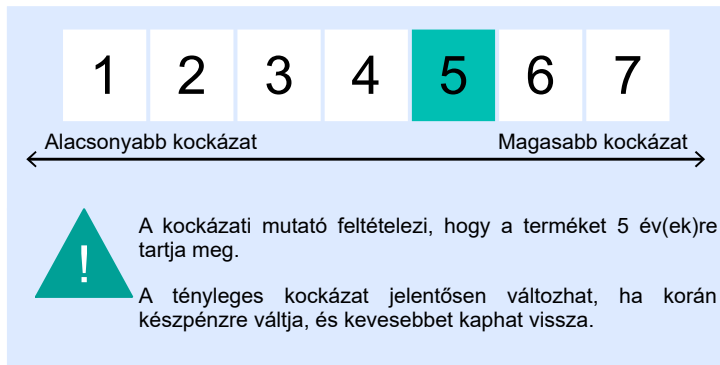 1 2 3 4 5 6 7
Alacsonyabb kockázat Magasabb kockázat
A kockázati mutató feltételezi, hogy a terméket 5 év(ek)re
tartja meg.
!
A tényleges kockázat jelentősen változhat, ha korán
készpénzre váltja, és kevesebbet kaphat vissza.